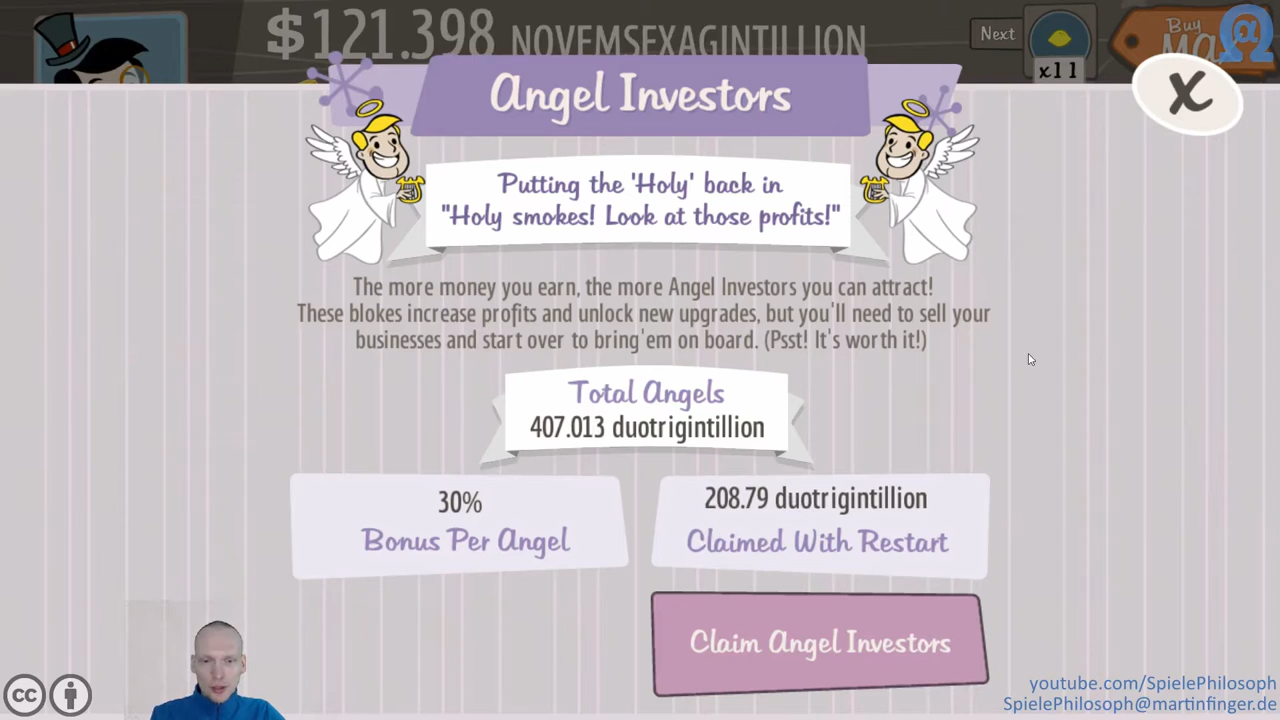 $121.398 NOVEMSEXAGINTILLION
Next
x11
Buy
Angel Investors
X
Putting the 'Holy' back in
"Holy smokes! Look at those profits!"
The more money you earn, the more Angel Investors you can attract!
These blokes increase profits and unlock new upgrades, but you'll need to sell your
businesses and start over to bring'em on board. (Psst! It's worth it!)
Total Angels
407.013 duotrigintillion
30%
Bonus Per Angel
208.79 duotrigintillion
Claimed With Restart
Claim Angel Investors
cc
youtube.com/SpielePhilosoph
SpielePhilosoph@martinfinger.de